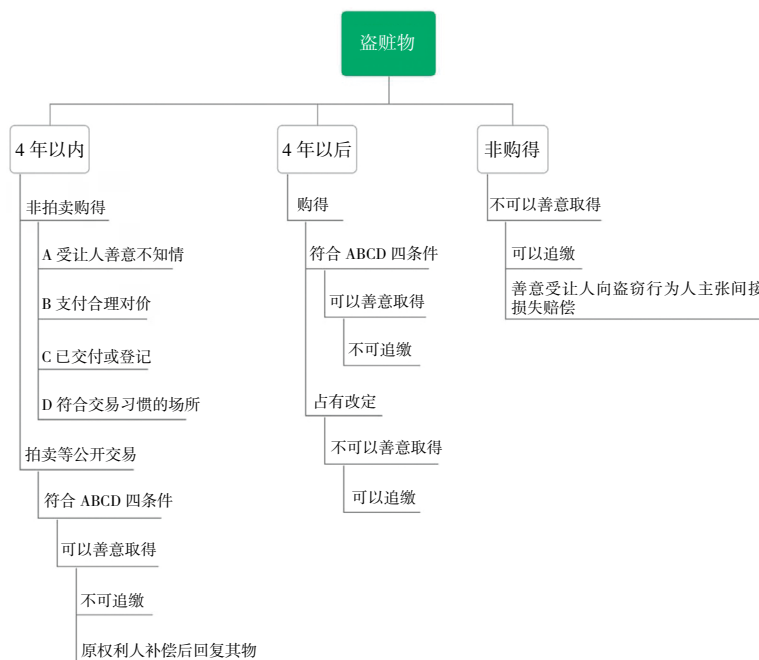 盗赃物
4 年以内
非拍卖购得
A 受让人善意不知情
B 支付合理对价
C 已交付或登记
D 符合交易习惯的场所
拍卖等公开交易
符合 ABCD 四条件
可以善意取得
不可追缴
原权利人补偿后回复其物
4 年以后
购得
符合 ABCD 四条件
可以善意取得
不可追缴
占有改定
不可以善意取得
可以追缴
非购得
不可以善意取得
可以追缴
善意受让人向盗窃行为人主张间接
损失赔偿